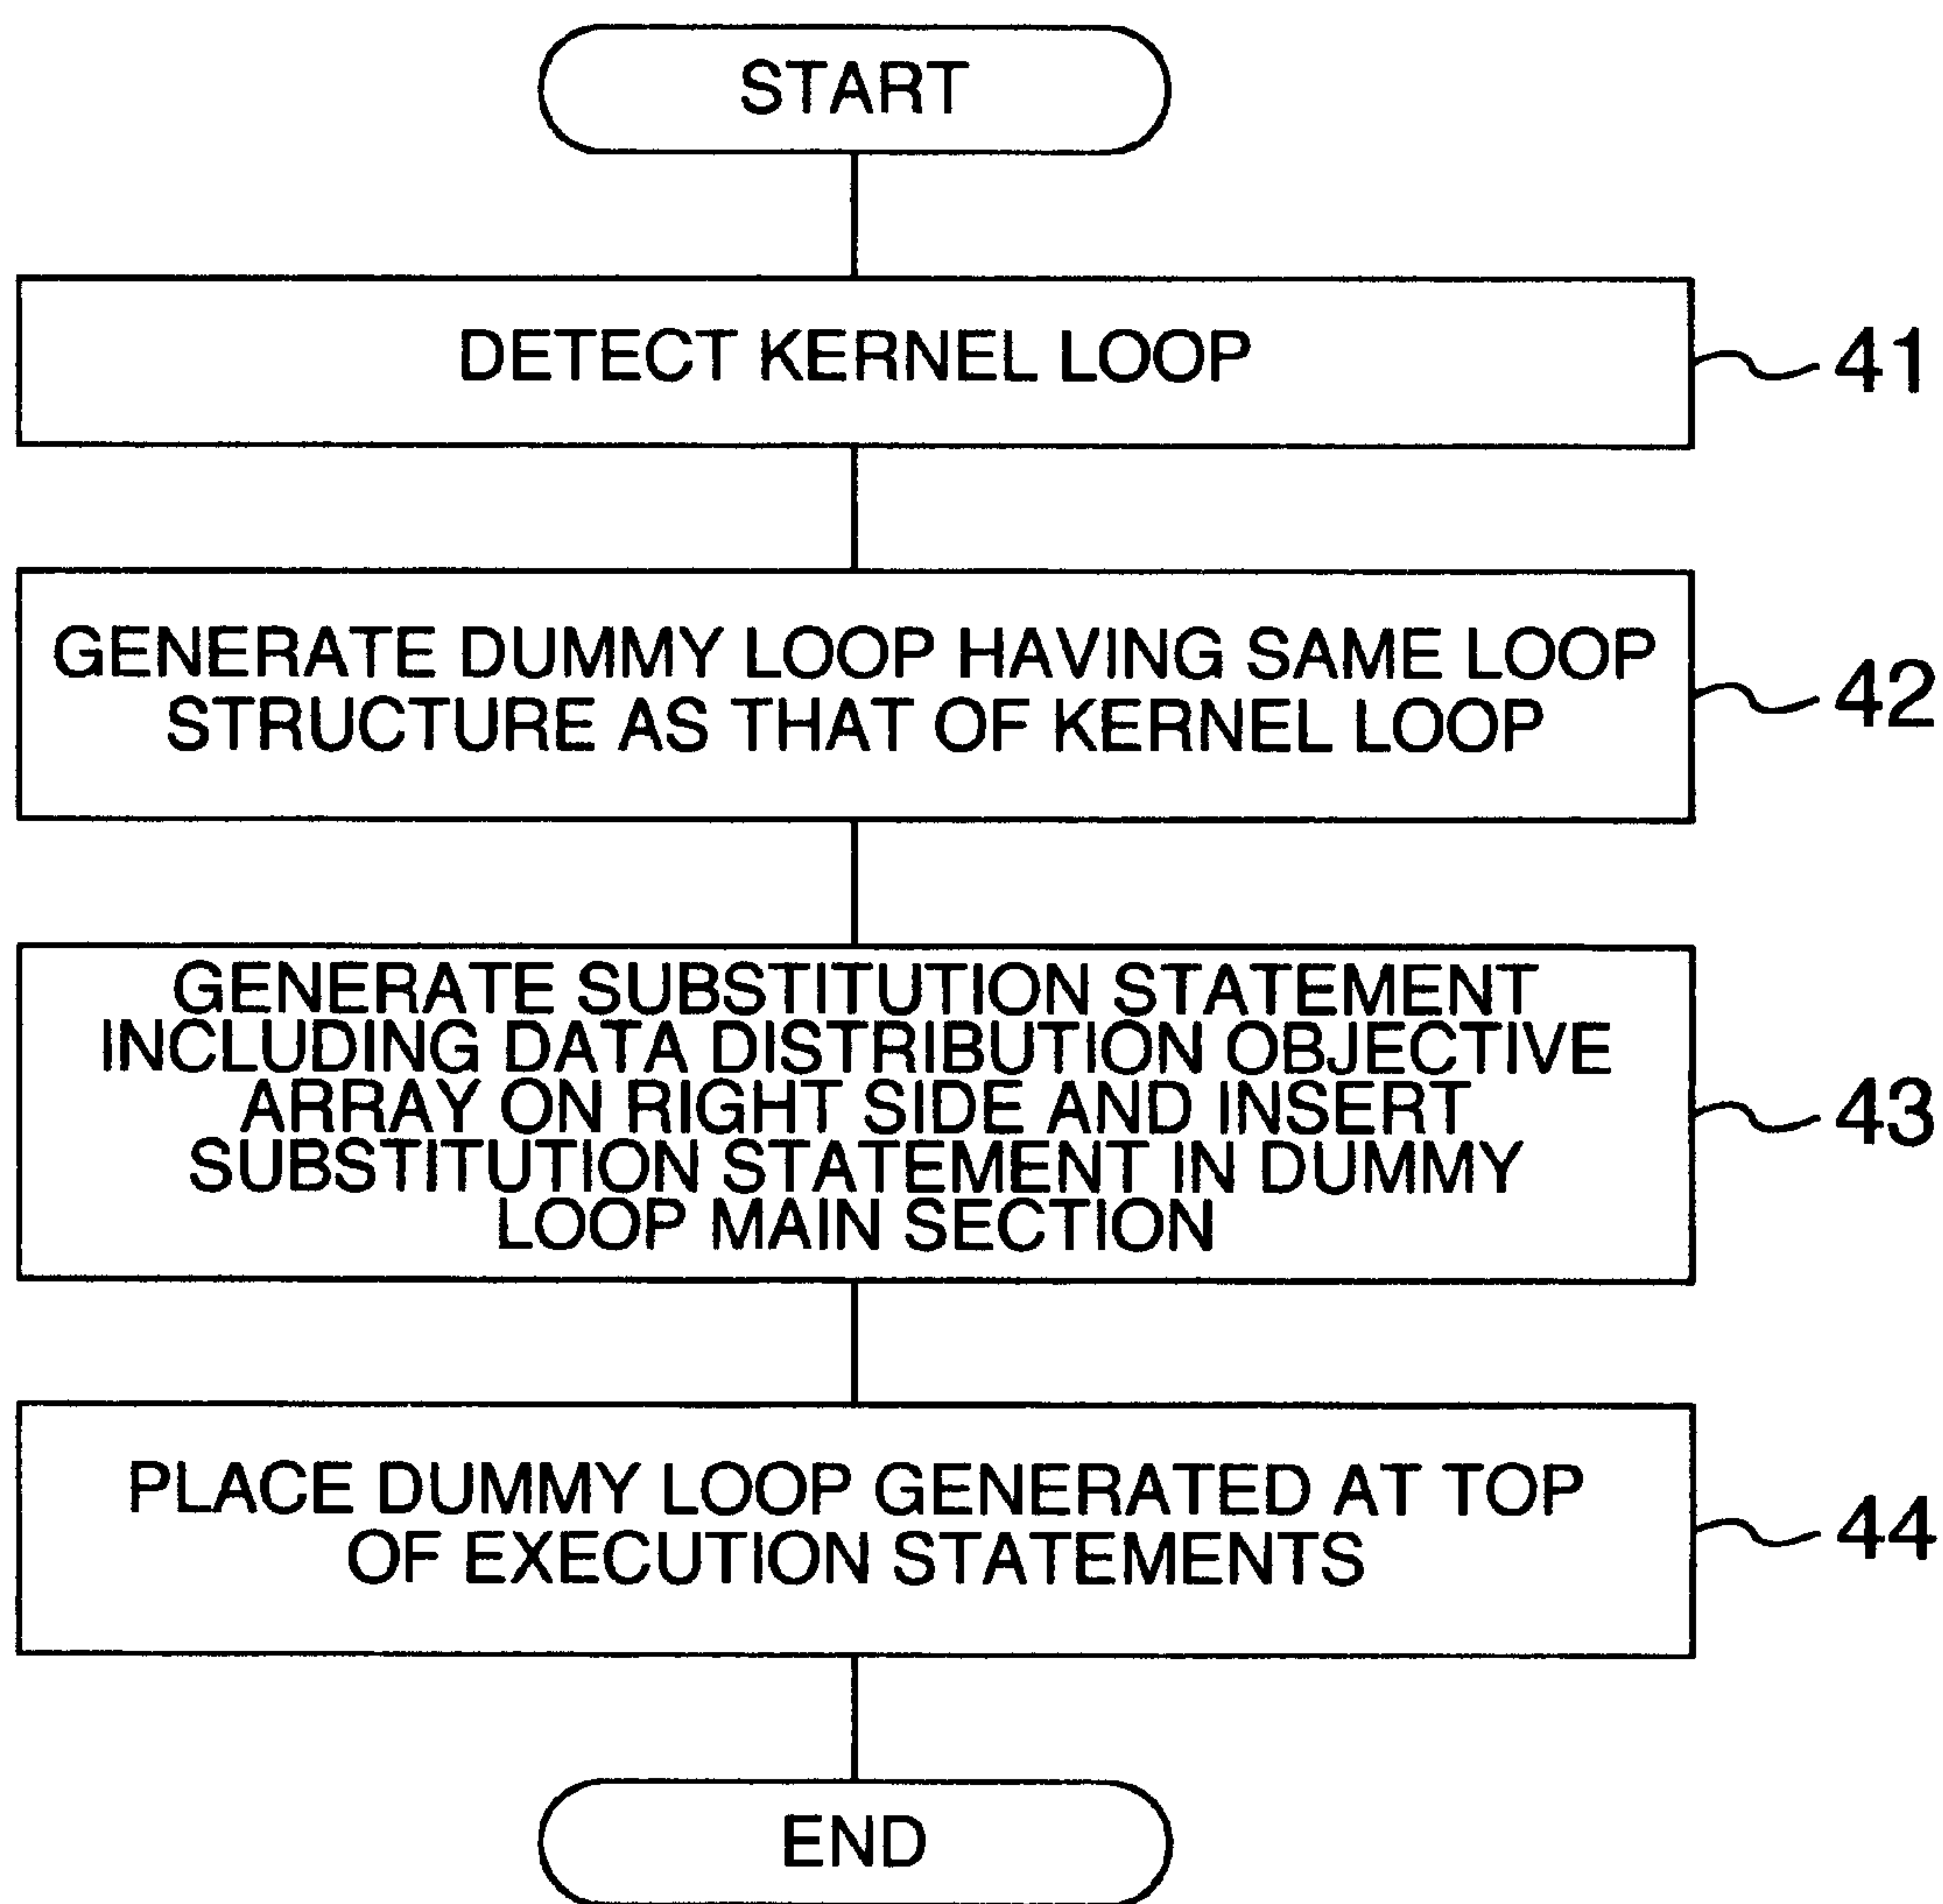 START
DETECT KERNEL LOOP
41
GENERATE DUMMY LOOP HAVING SAME LOOP
STRUCTURE AS THAT OF KERNEL LOOP
42
GENERATE SUBSTITUTION STATEMENT
INCLUDING DATA DISTRIBUTION OBJECTIVE
ARRAY ON RIGHT SIDE AND INSERT
SUBSTITUTION STATEMENT IN DUMMY
LOOP MAIN SECTION
43
PLACE DUMMY LOOP GENERATED AT TOP
OF EXECUTION STATEMENTS
44
END